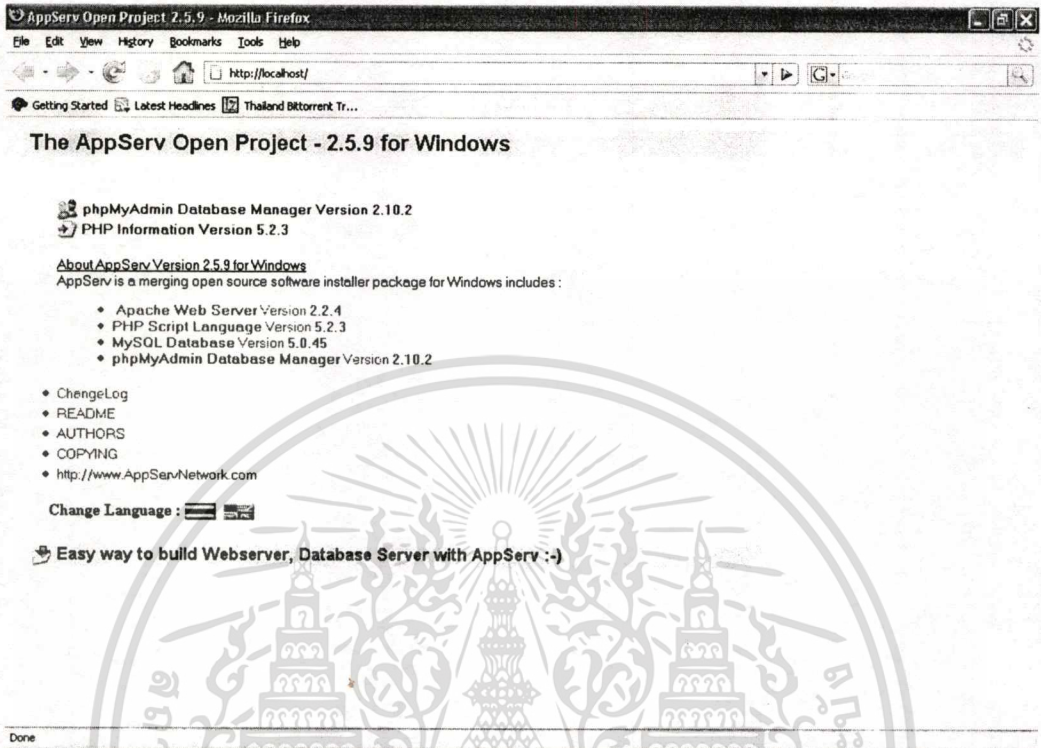 AppServ Open Project 2.5.9 - Mozilla Firefox
File Edit View History Bookmarks Tools Help
http://localhost/
G
Getting Started Latest Headlines Thailand Bittorrent Tr...
The AppServ Open Project - 2.5.9 for Windows
phpMyAdmin Database Manager Version 2.10.2
PHP Information Version 5.2.3
About AppServ Version 2.5.9 for Windows
AppServ is a merging open source software installer package for Windows includes :
Apache Web Server Version 2.2.4
PHP Script Language Version 5.2.3
MySQL Database Version 5.0.45
phpMyAdmin Database Manager Version 2.10.2
ChangeLog
README
AUTHORS
COPYING
http://www.AppServNetwork.com
Change Language :
Easy way to build Webserver, Database Server with AppServ :-)
Done